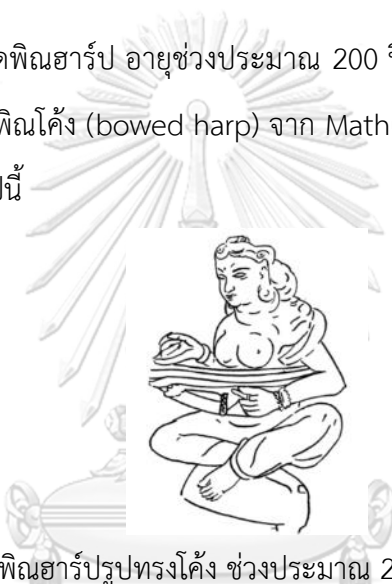 พิณฮาร์ป อายุช่วงประมาณ 200
พิณโค้ง (bowed harp) จาก Math
นี้
พิณฮาร์ปรูปทรงโค้ง ช่วงประมาณ 2